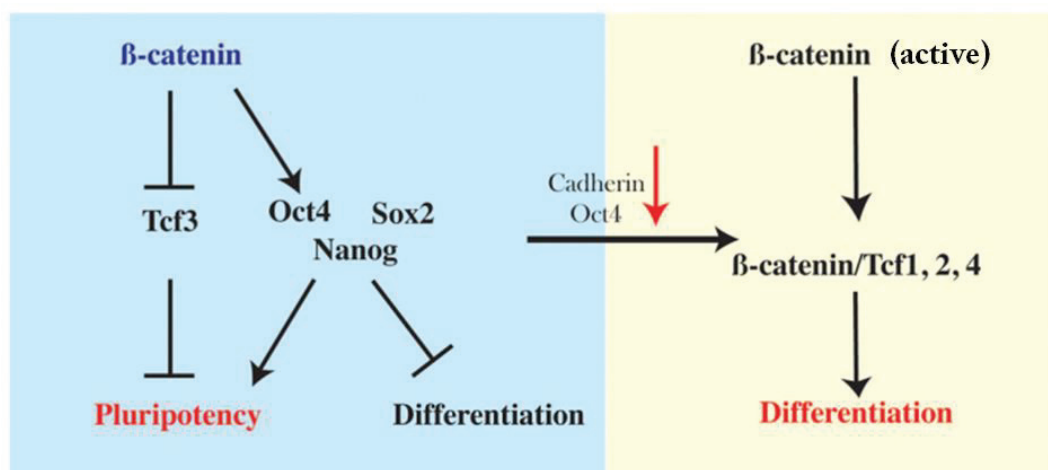 ß-catenin
ß-catenin (active)
Cadherin
Oct4
Tcf3
Oct4
Sox2
Nanog
ß-catenin/Tcf1, 2, 4
Pluripotency
Differentiation
Differentiation